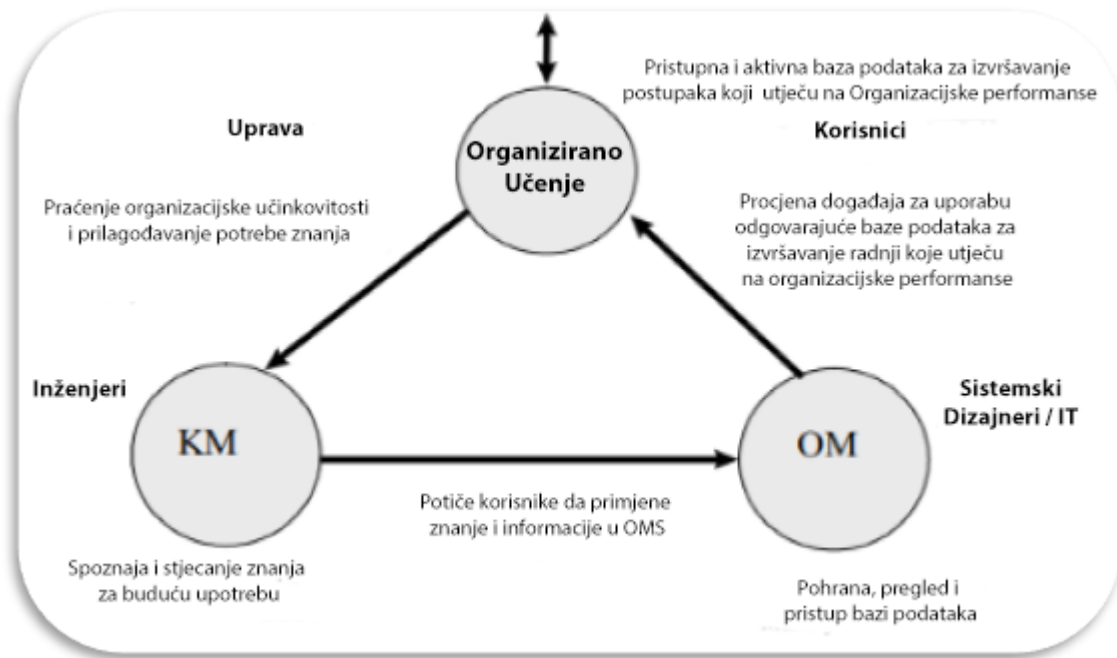 Pristupna i aktivna baza podataka za izvršavanje
postupaka koji utječu na Organizacijske performanse
Uprava
Korisnici
Organizirano
Učenje
Praćenje organizacijske učinkovitosti
i prilagođavanje potrebe znanja
Procjena događaja za uporabu
odgovarajuće baze podataka za
izvršavanje radnji koje utječu
na organizacijske performanse
Inženjeri
Sistemski
Dizajneri / IT
KM
OM
Potiče korisnike da primjene
znanje i informacije u OMS
Spoznaja i stjecanje znanja
za buduću upotrebu
Pohrana, pregled i
pristup bazi podataka